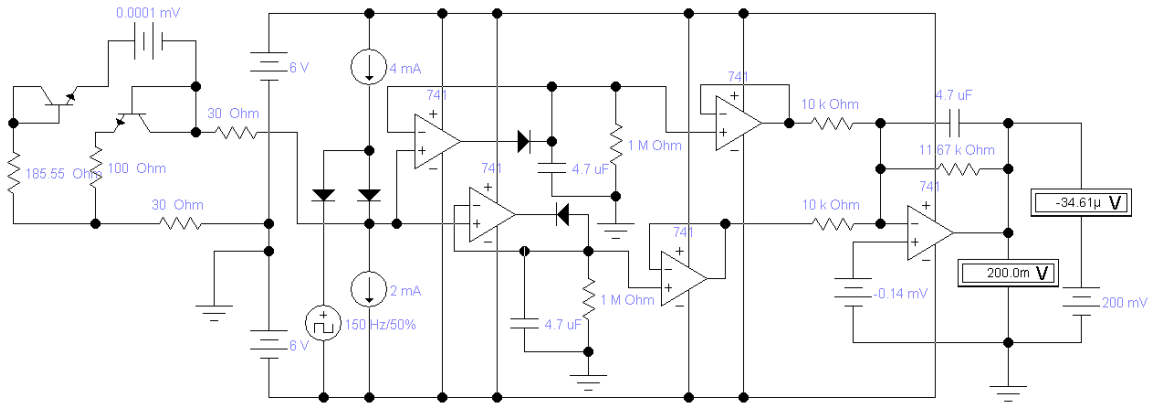 0.0001 mV
6 V
4 mA
741
741
30 Ohm
10 k Ohm
4.7 uF
185.55 Ohm
100 Ohm
1 M Ohm
4.7 uF
741
11.67 k Ohm
741
30 Ohm
10 k Ohm
-34.61µ V
741
200.0m V
2 mA
-0.14 mV
200 mV
1 M Ohm
150 Hz/50%
4.7 uF
6 V